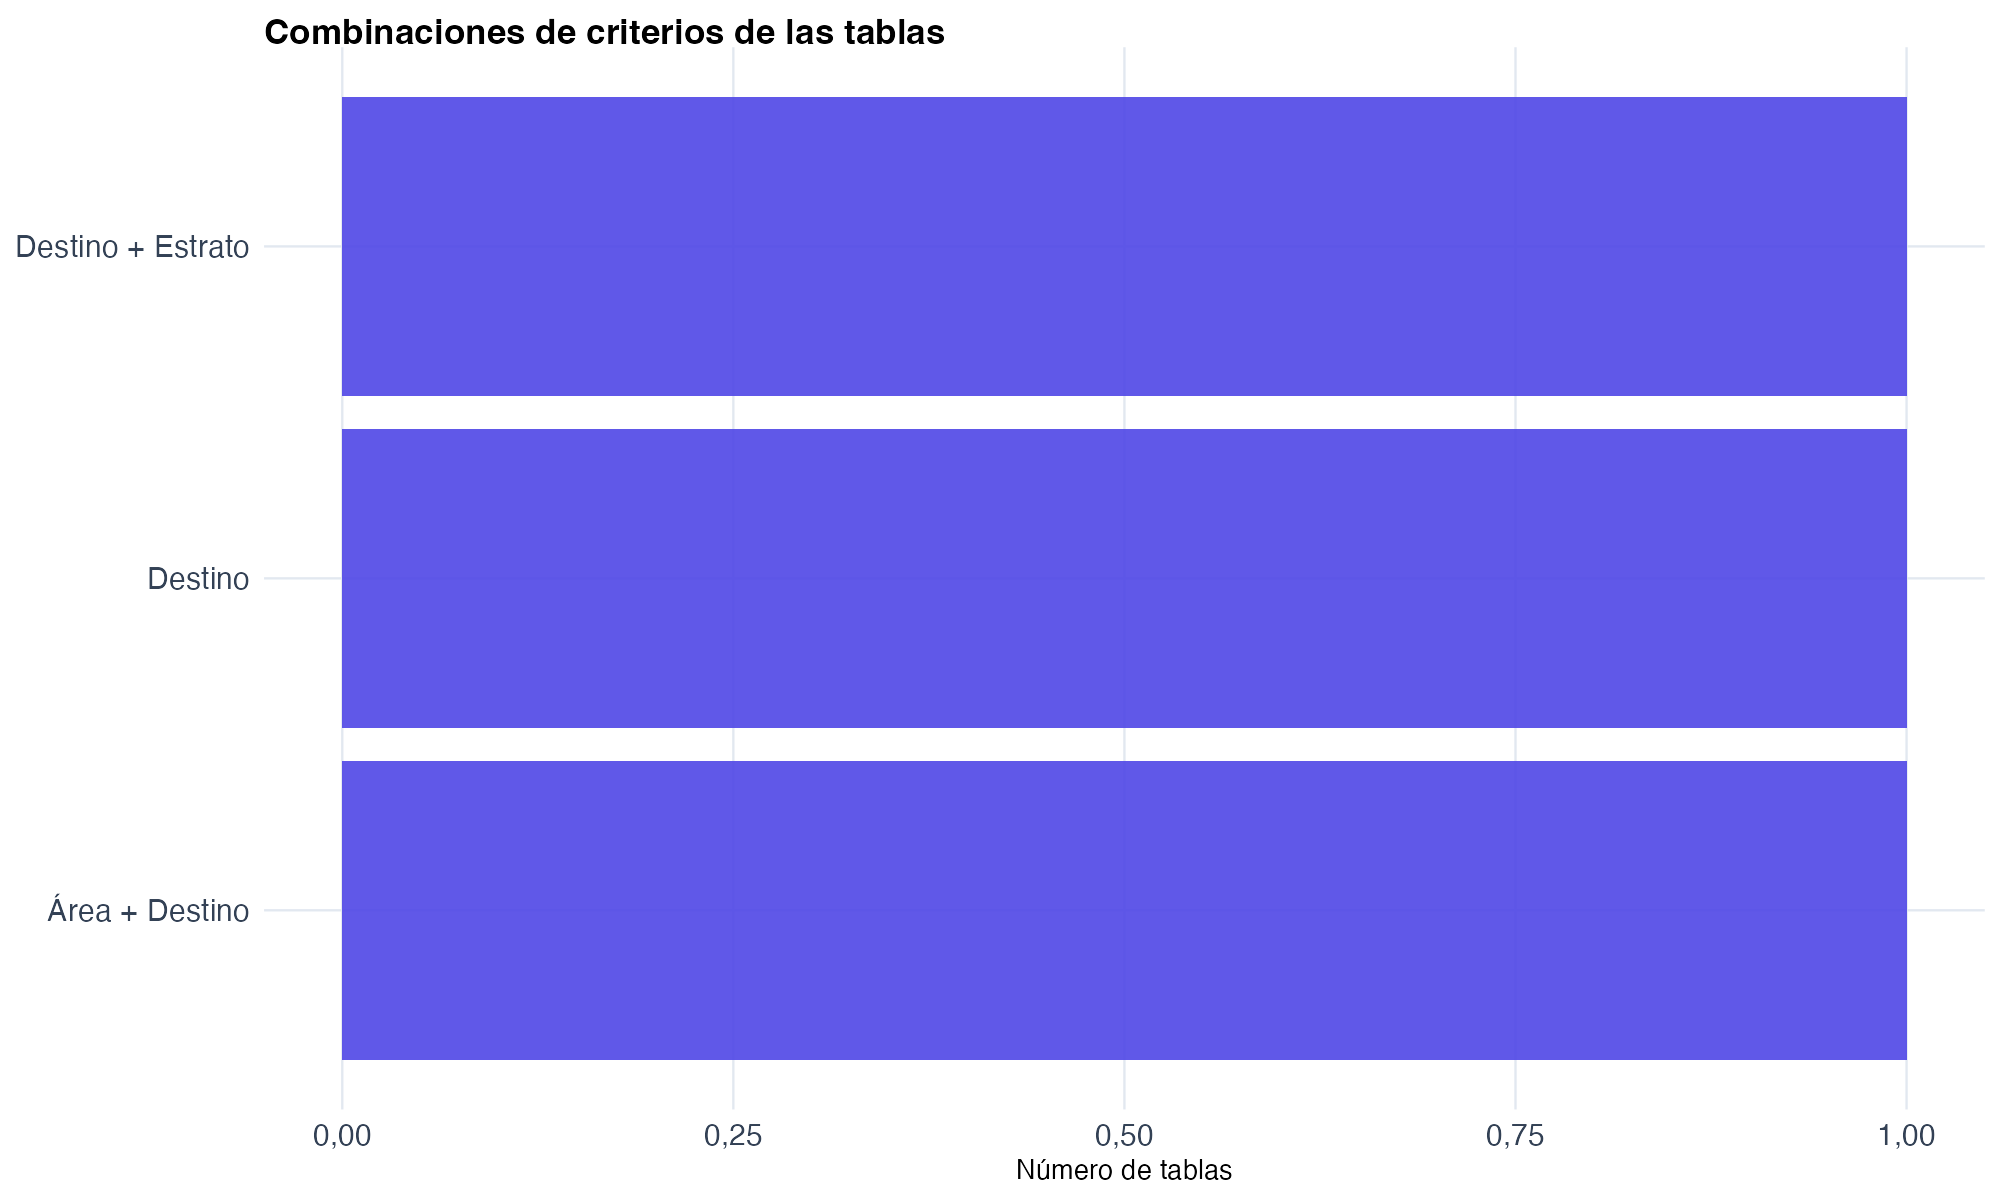 Combinaciones de criterios de las tablas
Destino + Estrato
Destino
Área + Destino
0,00
0,25
0,50
0,75
1,00
Número de tablas